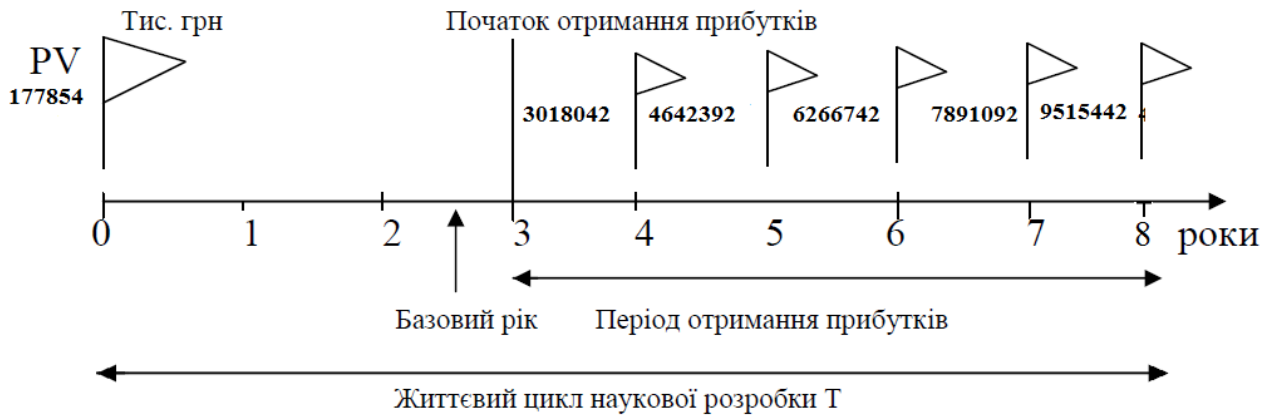 Тис. грн
Початок отримання прибутків
PV
177854
3018042 4642392 6266742 7891092 9515442
0 1 2 3 4 5 6 7 8 роки
Базовий рік
Період отримання прибутків
Життєвий цикл наукової розробки Т